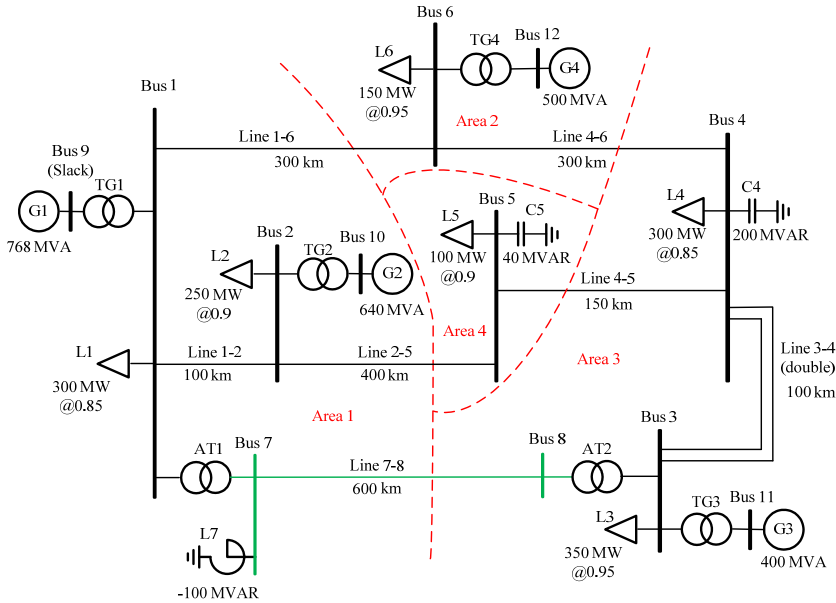 Bus 6
L6
TG4
Bus 12
G4
150 MW
@0.95
500 MVA
Area 2
Bus 1
Line 1-6
300 km
Line 4-6
300 km
Bus 4
Bus 9
(Slack)
TG1
G1
768 MVA
L4
C4
300 MW
@0.85
200 MVAR
Bus 5
L5
C5
100 MW
@0.9
40 MVAR
Bus 2
L2
TG2
Bus 10
G2
250 MW
@0.9
640 MVA
Line 4-5
150 km
Area 4
Area 3
L1
300 MW
@0.85
Line 1-2
100 km
Line 2-5
400 km
Line 3-4
(double)
100 km
Area 1
AT1
Bus 7
Line 7-8
600 km
Bus 8
AT2
Bus 3
L7
-100 MVAR
L3
TG3
Bus 11
G3
350 MW
@0.95
400 MVA